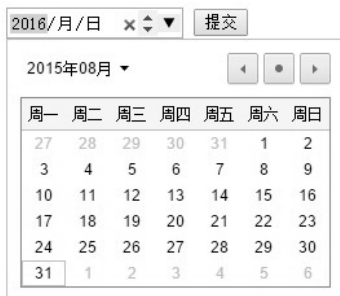 2016/月/日 提交
2015年08月
周一 周二 周三 周四 周五 周六 周日
27 28 29 30 31 1 2
3 4 5 6 7 8 9
10 11 12 13 14 15 16
17 18 19 20 21 22 23
24 25 26 27 28 29 30
31 1 2 3 4 5 6